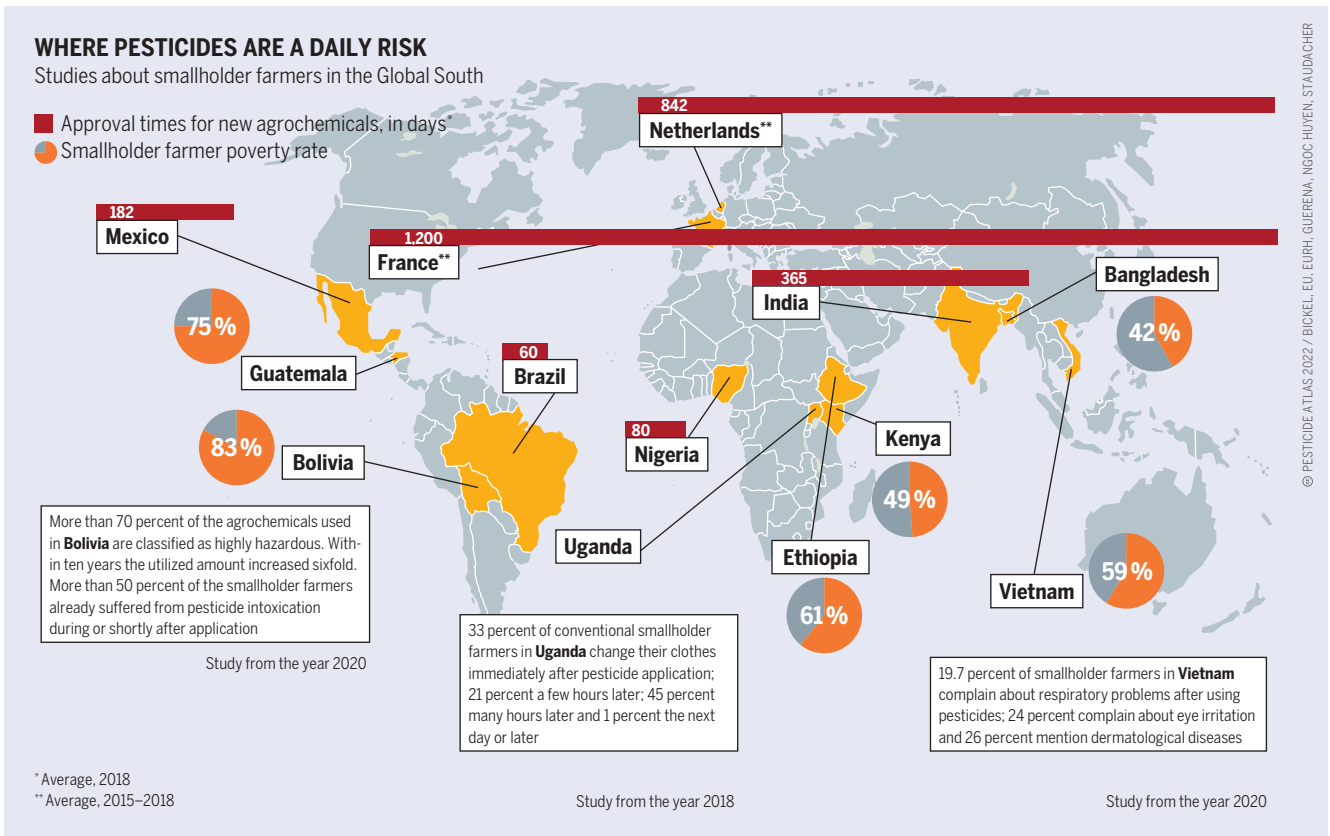 WHERE PESTICIDES ARE A DAILY RISK
Studies about smallholder farmers in the Global South
Approval times for new agrochemicals, in days*
Smallholder farmer poverty rate
842
Netherlands**
182
Mexico
1,200
France**
365
India
Bangladesh
42 %
75 %
Guatemala
60
Brazil
83 %
Bolivia
80
Nigeria
Kenya
49 %
Uganda
Ethiopia
61 %
Vietnam
59 %
More than 70 percent of the agrochemicals used
in Bolivia are classified as highly hazardous. With-
in ten years the utilized amount increased sixfold.
More than 50 percent of the smallholder farmers
already suffered from pesticide intoxication
during or shortly after application
Study from the year 2020
33 percent of conventional smallholder
farmers in Uganda change their clothes
immediately after pesticide application;
21 percent a few hours later; 45 percent
many hours later and 1 percent the next
day or later
Study from the year 2018
19.7 percent of smallholder farmers in Vietnam
complain about respiratory problems after using
pesticides; 24 percent complain about eye irritation
and 26 percent mention dermatological diseases
Study from the year 2020
* Average, 2018
** Average, 2015–2018
PESTICIDE ATLAS 2022 / BICKEL, EU, EURH, GUERENA, NGOC HUYEN, STAUDACHER